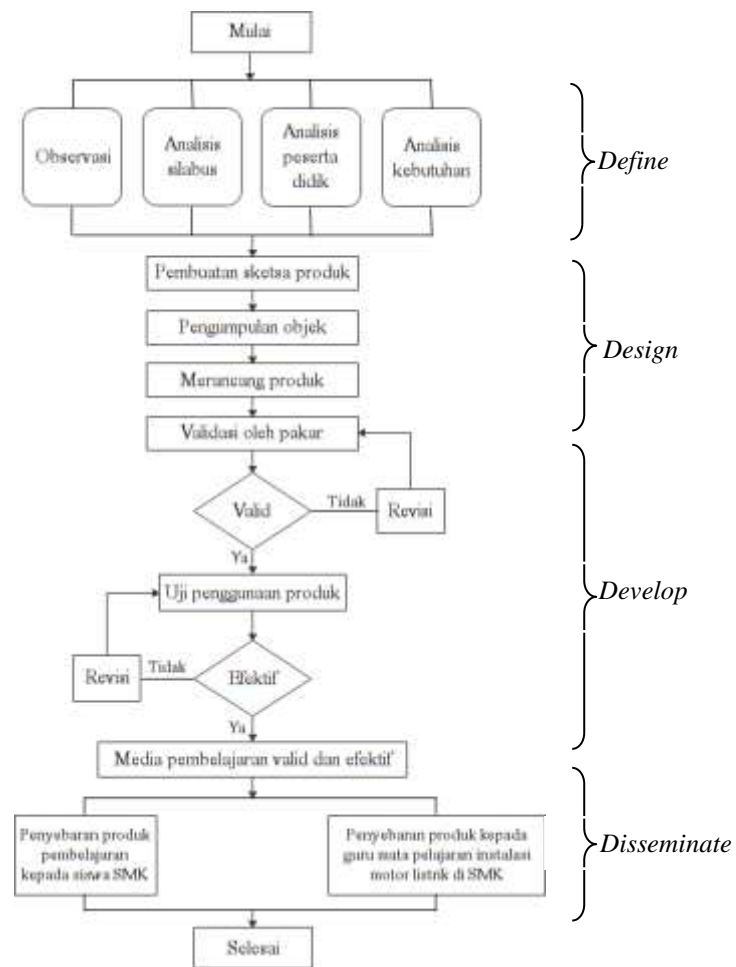 Mulai
Observasi
Analisis
silabus
Analisis
peserta
didik
Analisis
kebutuhan
Define
Pembuatan sketsa produk
Pengumpulan objek
Merancang produk
Design
Validasi oleh pakar
Valid
Tidak
Revisi
Ya
Uji penggunaan produk
Develop
Revisi
Tidak
Efektif
Ya
Media pembelajaran valid dan efektif
Penyebaran produk
pembelajaran
kepada siswa SMK
Penyebaran produk kepada
guru mata pelajaran instalasi
motor listrik di SMK
Disseminate
Selesai